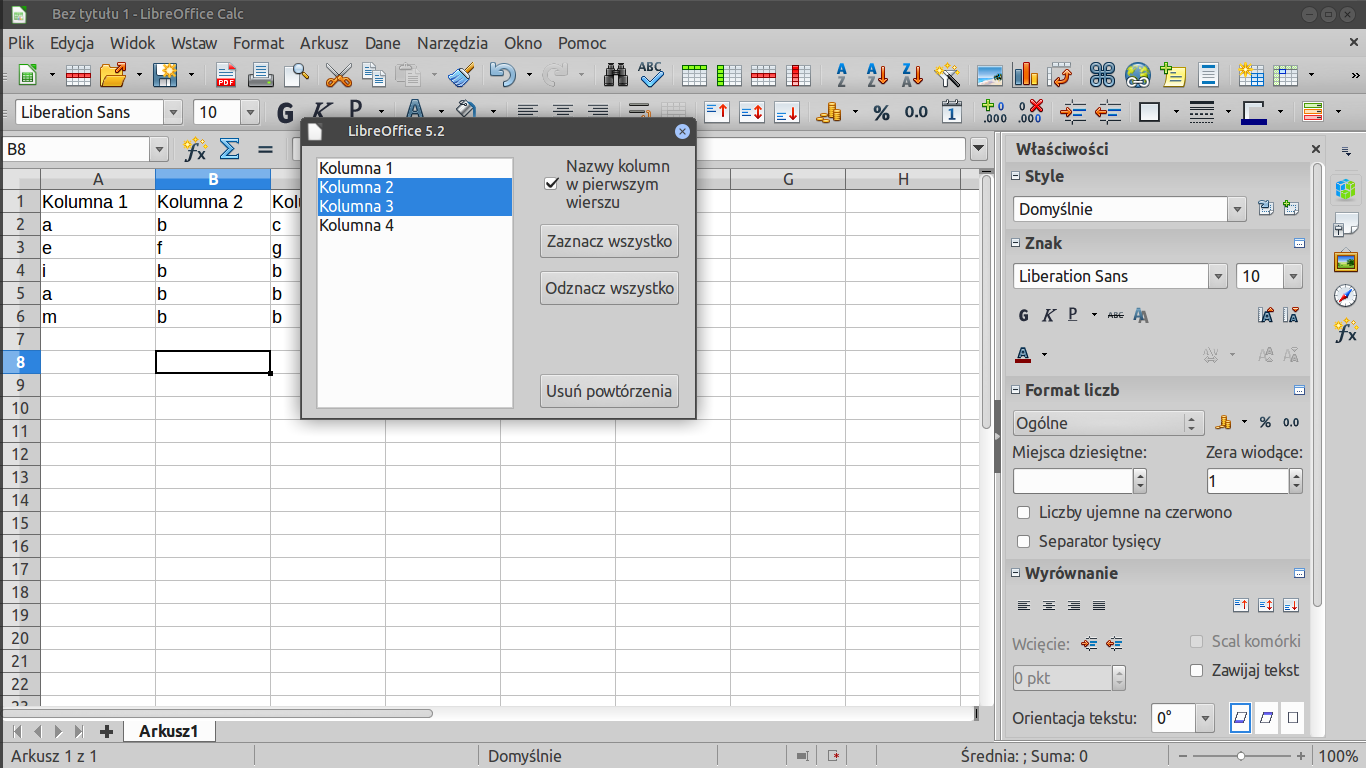 Bez tytułu 1 - LibreOffice Calc
Plik Edycja Widok Wstaw Format Arkusz Dane Narzędzia Okno Pomoc
Liberation Sans 10 G K P A % 0.0
B8 =
LibreOffice 5.2
Kolumna 1
Kolumna 2
Kolumna 3
Kolumna 4
Nazwy kolumn
w pierwszym
wierszu
Zaznacz wszystko
Odznacz wszystko
Usuń powtórzenia
A B G H
1 Kolumna 1 Kolumna 2
2 a b c
3 e f g
4 i b b
5 a b b
6 m b b
7
8
9
10
11
12
13
14
15
16
17
18
19
20
21
22
23
Właściwości
Style
Domyślnie
Znak
Liberation Sans 10
G K P ABC
Format liczb
Ogólne % 0.0
Miejsca dziesiętne: Zera wiodące:
1
Liczby ujemne na czerwono
Separator tysięcy
Wyrównanie
Wcięcie: Scal komórki
0 pkt Zawijaj tekst
Orientacja tekstu: 0°
Arkusz1
Arkusz 1 z 1 Domyślnie Średnia: ; Suma: 0 100%